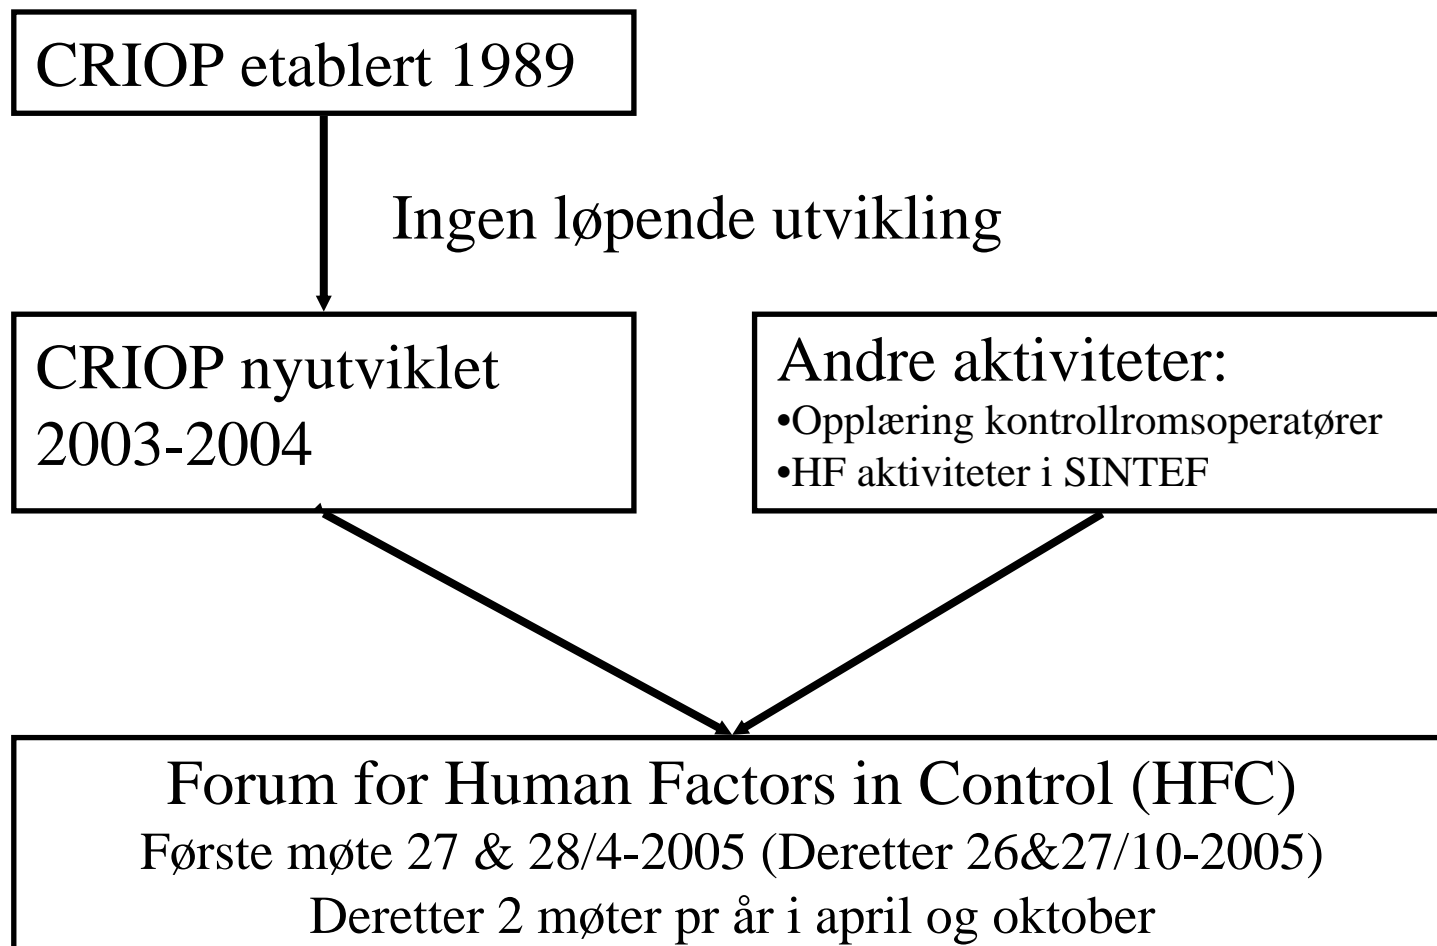 CRIOP etablert 1989
Ingen løpende utvikling
CRIOP nyutviklet
2003-2004
Andre aktiviteter:
•Opplæring kontrollromsoperatører
•HF aktiviteter i SINTEF
Forum for Human Factors in Control (HFC)
Første møte 27 & 28/4-2005 (Deretter 26&27/10-2005)
Deretter 2 møter pr år i april og oktober